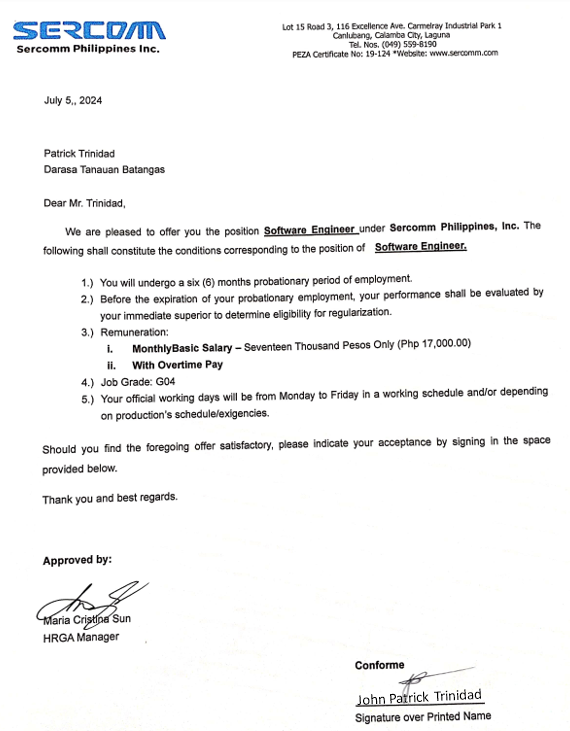 SERCOMM
Sercomm Philippines Inc.
Lot 15 Road 3, 116 Excellence Ave. Carmelray Industrial Park 1
Canlubang, Calamba City, Laguna
Tel. Nos. (049) 559-8190
PEZA Certificate No: 19-124 *Website: www.sercomm.com
July 5,, 2024
Patrick Trinidad
Darasa Tanauan Batangas
Dear Mr. Trinidad,
We are pleased to offer you the position Software Engineer under Sercomm Philippines, Inc. The
following shall constitute the conditions corresponding to the position of Software Engineer.
1.) You will undergo a six (6) months probationary period of employment.
2.) Before the expiration of your probationary employment, your performance shall be evaluated by
your immediate superior to determine eligibility for regularization.
3.) Remuneration:
i. MonthlyBasic Salary – Seventeen Thousand Pesos Only (Php 17,000.00)
ii. With Overtime Pay
4.) Job Grade: G04
5.) Your official working days will be from Monday to Friday in a working schedule and/or depending
on production's schedule/exigencies.
Should you find the foregoing offer satisfactory, please indicate your acceptance by signing in the space
provided below.
Thank you and best regards.
Approved by:
Maria Cristina Sun
HRGA Manager
Conforme
John Patrick Trinidad
Signature over Printed Name